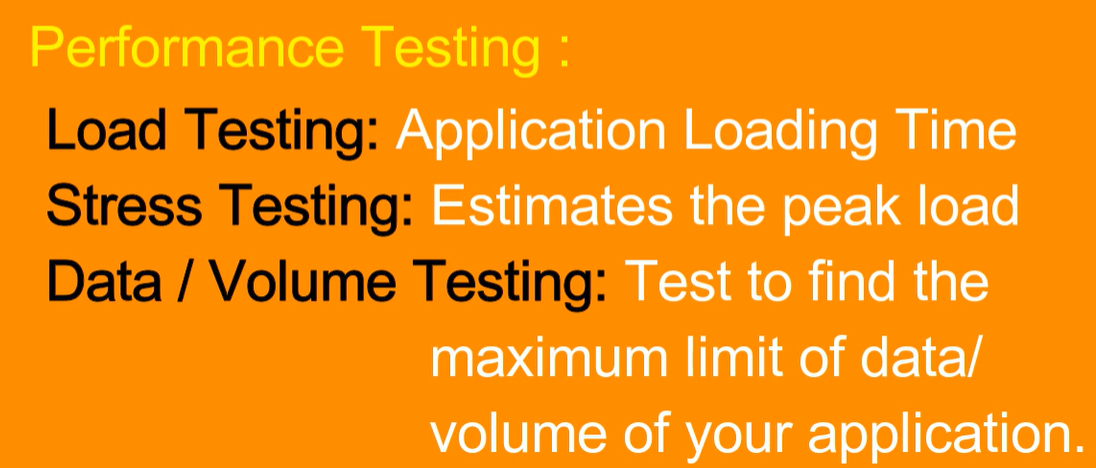 Performance Testing :
Load Testing: Application Loading Time
Stress Testing: Estimates the peak load
Data / Volume Testing: Test to find the
maximum limit of data/
volume of your application.